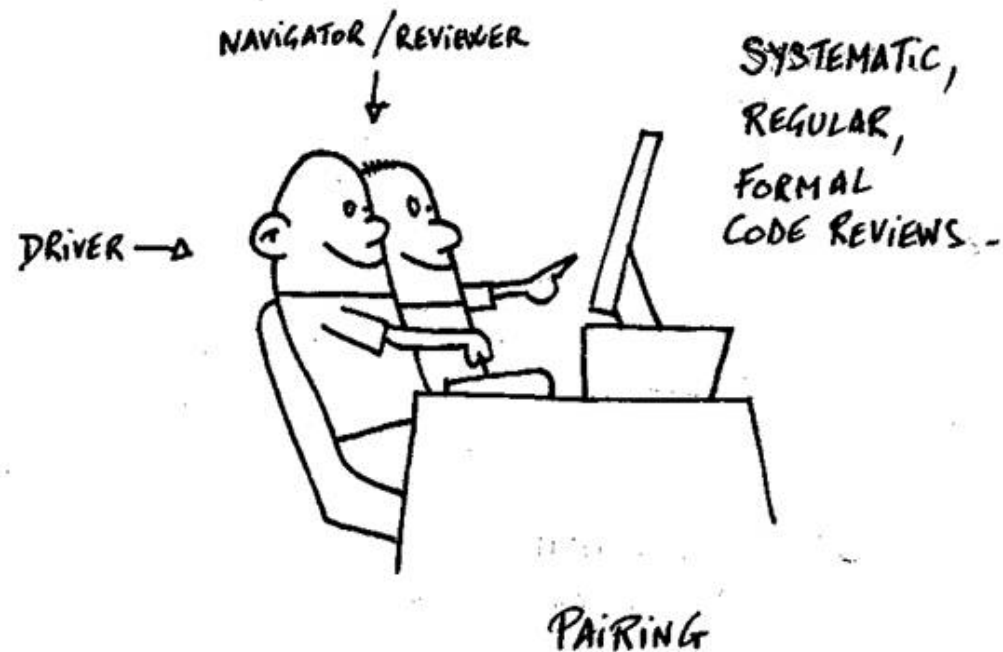 NAVIGATOR / REVIEWER
SYSTEMATIC,
REGULAR,
FORMAL
CODE REVIEWS -
DRIVER
PAIRING